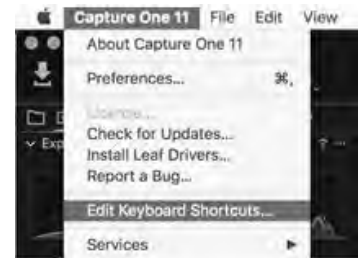 Capture One 11 File Edit View
About Capture One 11
Preferences... ⌘,
Licence...
Check for Updates...
Install Leaf Drivers...
Report a Bug...
Exp
Edit Keyboard Shortcuts...
Services